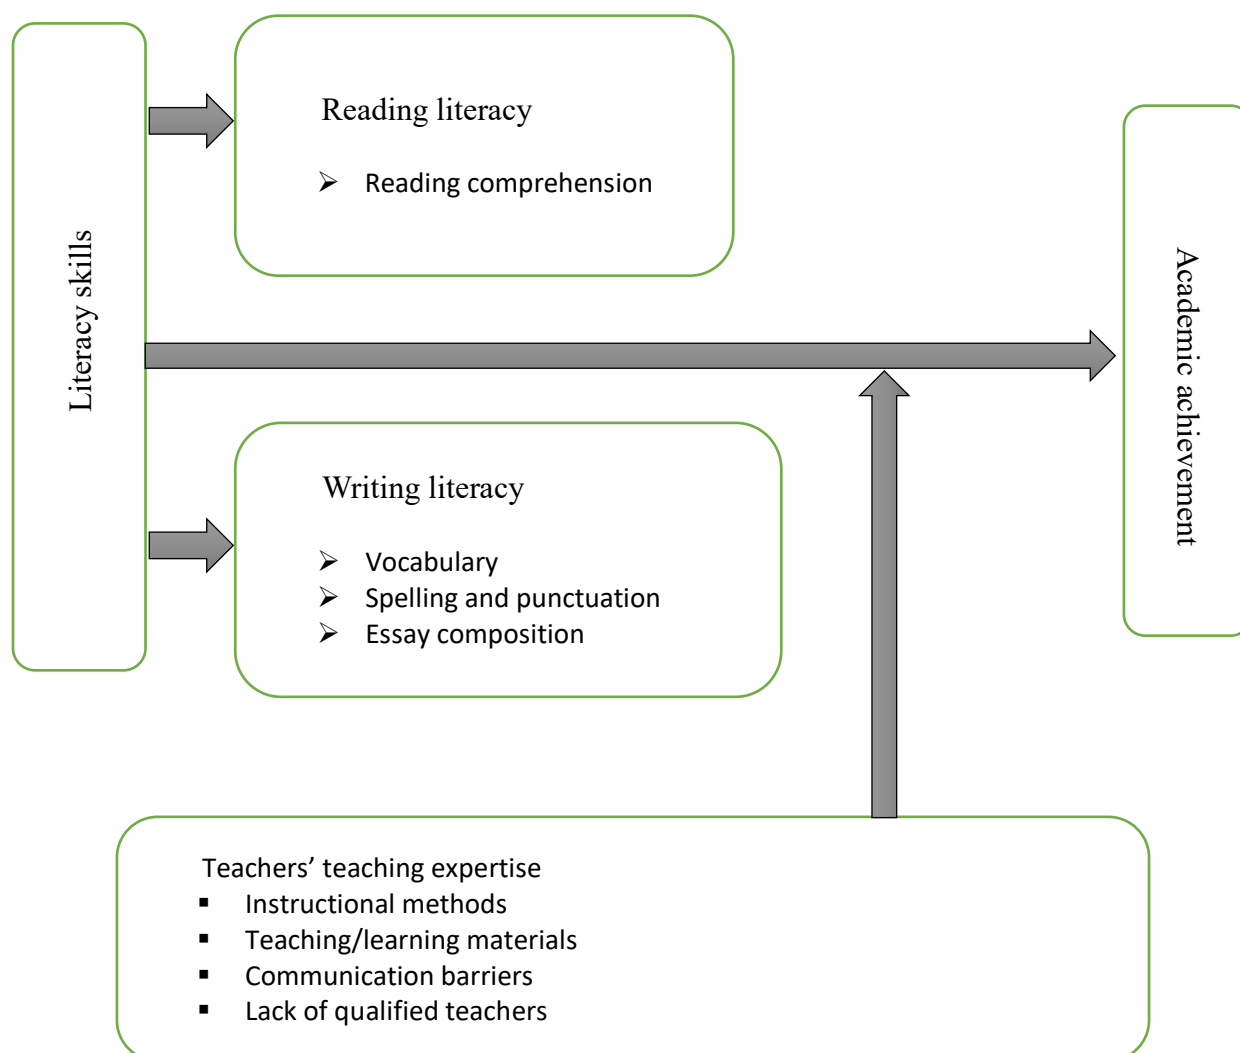 Literacy skills
Reading literacy
➢ Reading comprehension
Writing literacy
➢ Vocabulary
➢ Spelling and punctuation
➢ Essay composition
Academic achievement
Teachers’ teaching expertise
▪ Instructional methods
▪ Teaching/learning materials
▪ Communication barriers
▪ Lack of qualified teachers